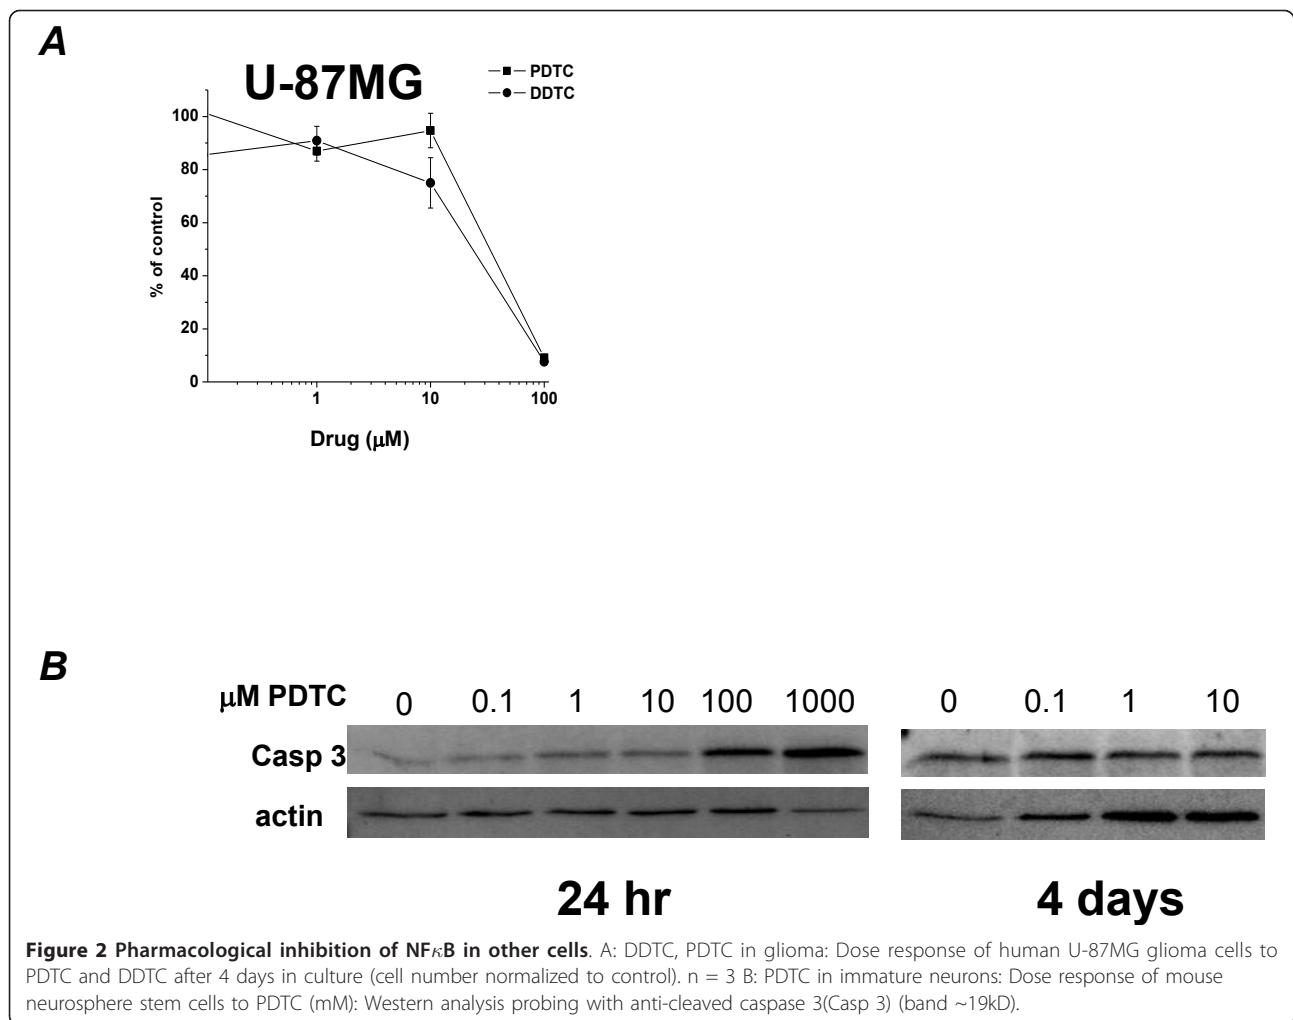 A
U-87MG
PDTC
DDTC
100
80
60
40
20
0
% of control
1 10 100
Drug (μM)
B
μM PDTC 0 0.1 1 10 100 1000 0 0.1 1 10
Casp 3
actin
24 hr 4 days
Figure 2 Pharmacological inhibition of NFκB in other cells. A: DDTC, PDTC in glioma: Dose response of human U-87MG glioma cells to
PDTC and DDTC after 4 days in culture (cell number normalized to control). n = 3 B: PDTC in immature neurons: Dose response of mouse
neurosphere stem cells to PDTC (mM): Western analysis probing with anti-cleaved caspase 3(Casp 3) (band ~19kD).